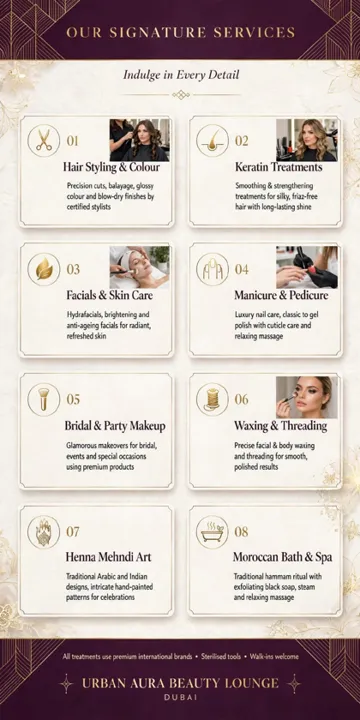 OUR SIGNATURE SERVICES
Indulge in Every Detail
01
Hair Styling & Colour
Precision cuts, balayage, glossy
colour and blow-dry finishes by
certified stylists
02
Keratin Treatments
Smoothing & strengthening
treatments for silky, friaz-free
hair with long-lasting shine
03
Facials & Skin Care
Hydrafacials, brightening and
anti-ageing facials for radiant,
refreshed skin
04
Manicure & Pedicure
Luxury nail care, classic to gel
polish with cuticle care and
relaxing massage
05
Bridal & Party Makeup
Glamorous makeovers for bridal,
events and special occasions
using premium products
06
Waxing & Threading
Precise facial & body waxing
and threading for smooth,
polished results
07
Henna Mehndi Art
Traditional Arabic and Indian
designs, intricate hand-painted
patterns for celebrations
08
Moroccan Bath & Spa
Traditional hammam ritual with
exfoliating black soap, steam
and relaxing massage
All treatments use premium international brands • Sterilised tools • Walk-ins welcome
URBAN AURA BEAUTY LOUNGE
DUBAI